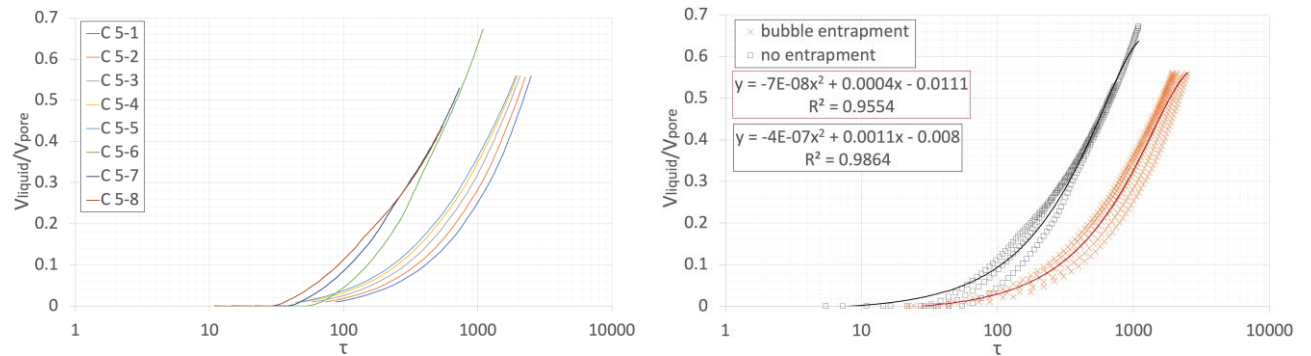 0.7
0.6
0.5
0.4
0.3
0.2
0.1
0
Vliquid/Vpore
C 5-1
C 5-2
C 5-3
C 5-4
C 5-5
C 5-6
C 5-7
C 5-8
1 10 100 1000 10000
τ
0.7
0.6
0.5
0.4
0.3
0.2
0.1
0
Vliquid/Vpore
bubble entrapment
no entrapment
y = -7E-08x² + 0.0004x - 0.0111
R² = 0.9554
y = -4E-07x² + 0.0011x - 0.008
R² = 0.9864
1 10 100 1000 10000
τ